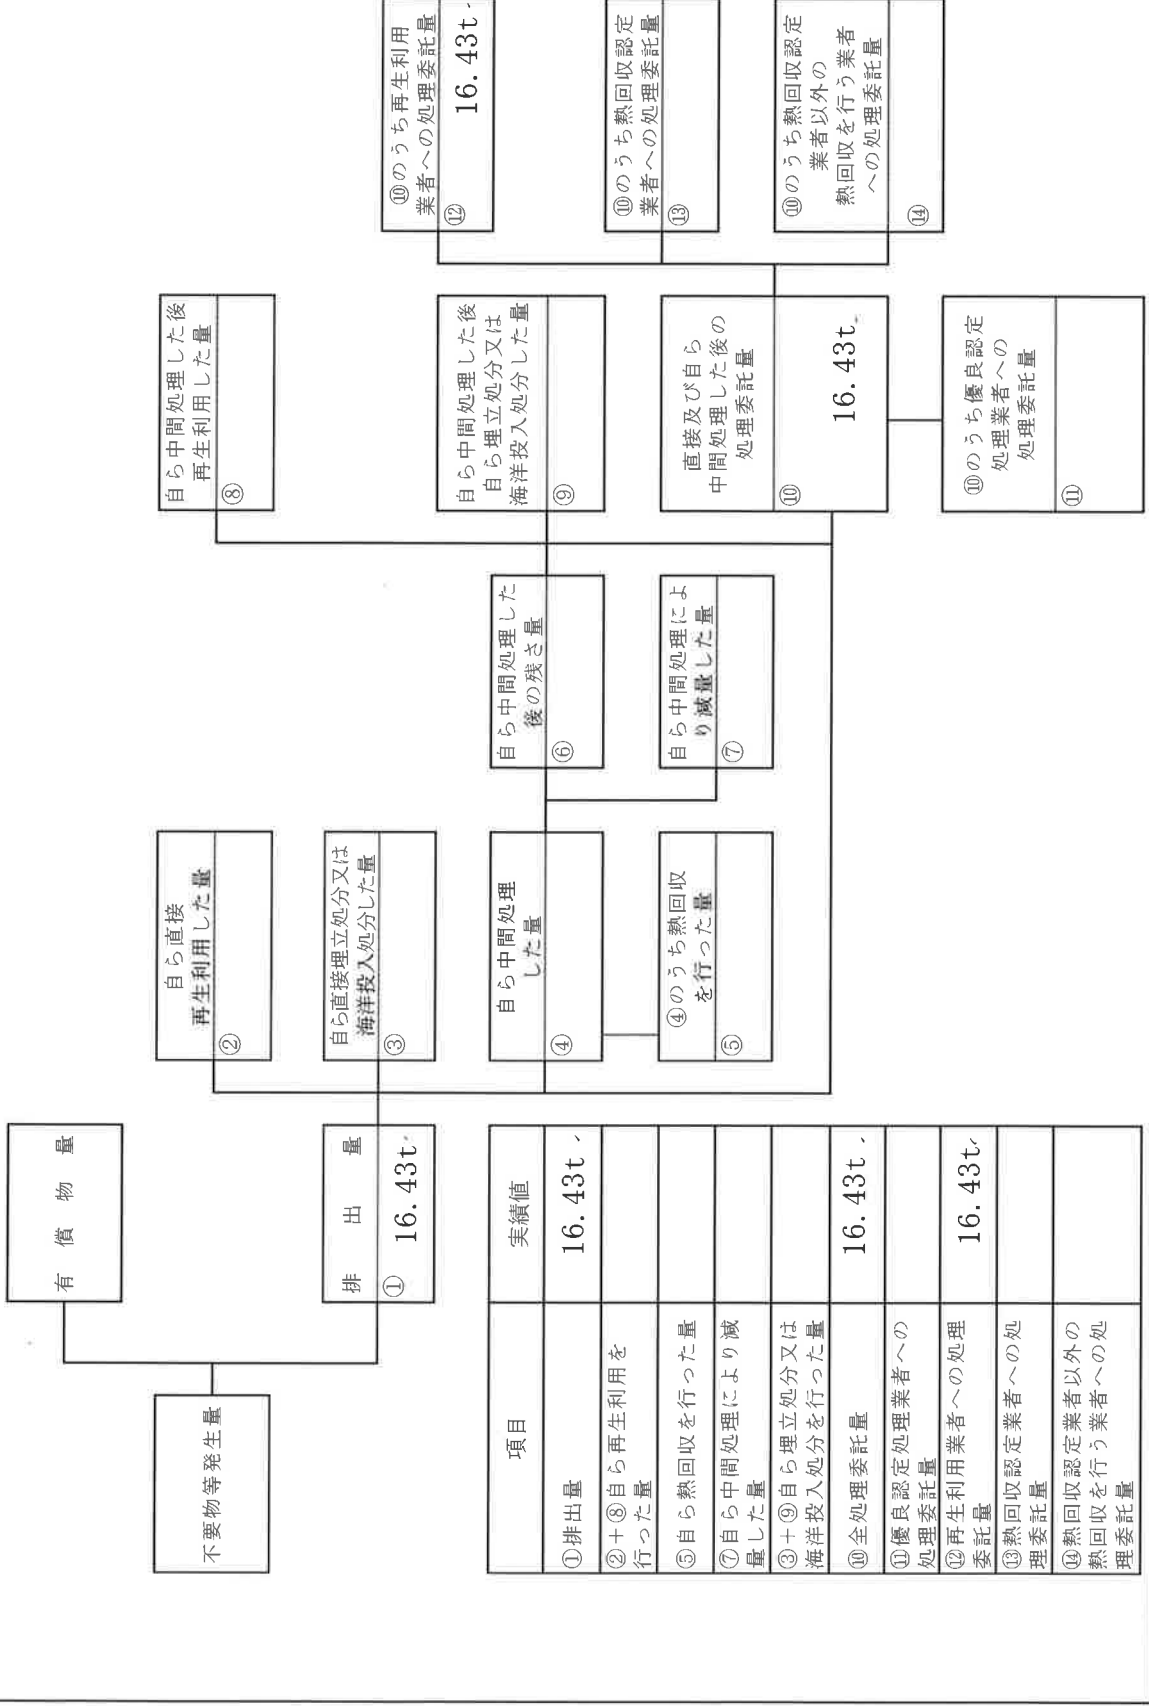 不要物等発生量
有償物量
排出量
①
16.43t
自ら直接
再生利用した量
②
自ら直接埋立処分又は
海洋投入処分した量
③
自ら中間処理
した量
④
④のうち熱回収
を行った量
⑤
自ら中間処理した
後の残さ量
⑥
自ら中間処理によ
り減量した量
⑦
自ら中間処理した後
再生利用した量
⑧
自ら中間処理した後
自ら埋立処分又は
海洋投入処分した量
⑨
直接及び自ら
中間処理した後の
処理委託量
⑩
16.43t
⑩のうち優良認定
処理業者への
処理委託量
⑪
⑩のうち再生利用
業者への処理委託量
⑫
16.43t
⑩のうち熱回収認定
業者への処理委託量
⑬
⑩のうち熱回収認定
業者以外の
熱回収を行う業者
への処理委託量
⑭
項目
実績値
①排出量
16.43t
②+⑧自ら再生利用を
行った量
⑤自ら熱回収を行った量
⑦自ら中間処理により減
量した量
③+⑨自ら埋立処分又は
海洋投入処分を行った量
⑩全処理委託量
16.43t
⑪優良認定処理業者への
処理委託量
⑫再生利用業者への処理
委託量
16.43t
⑬熱回収認定業者への処
理委託量
⑭熱回収認定業者以外の
熱回収を行う業者への処
理委託量